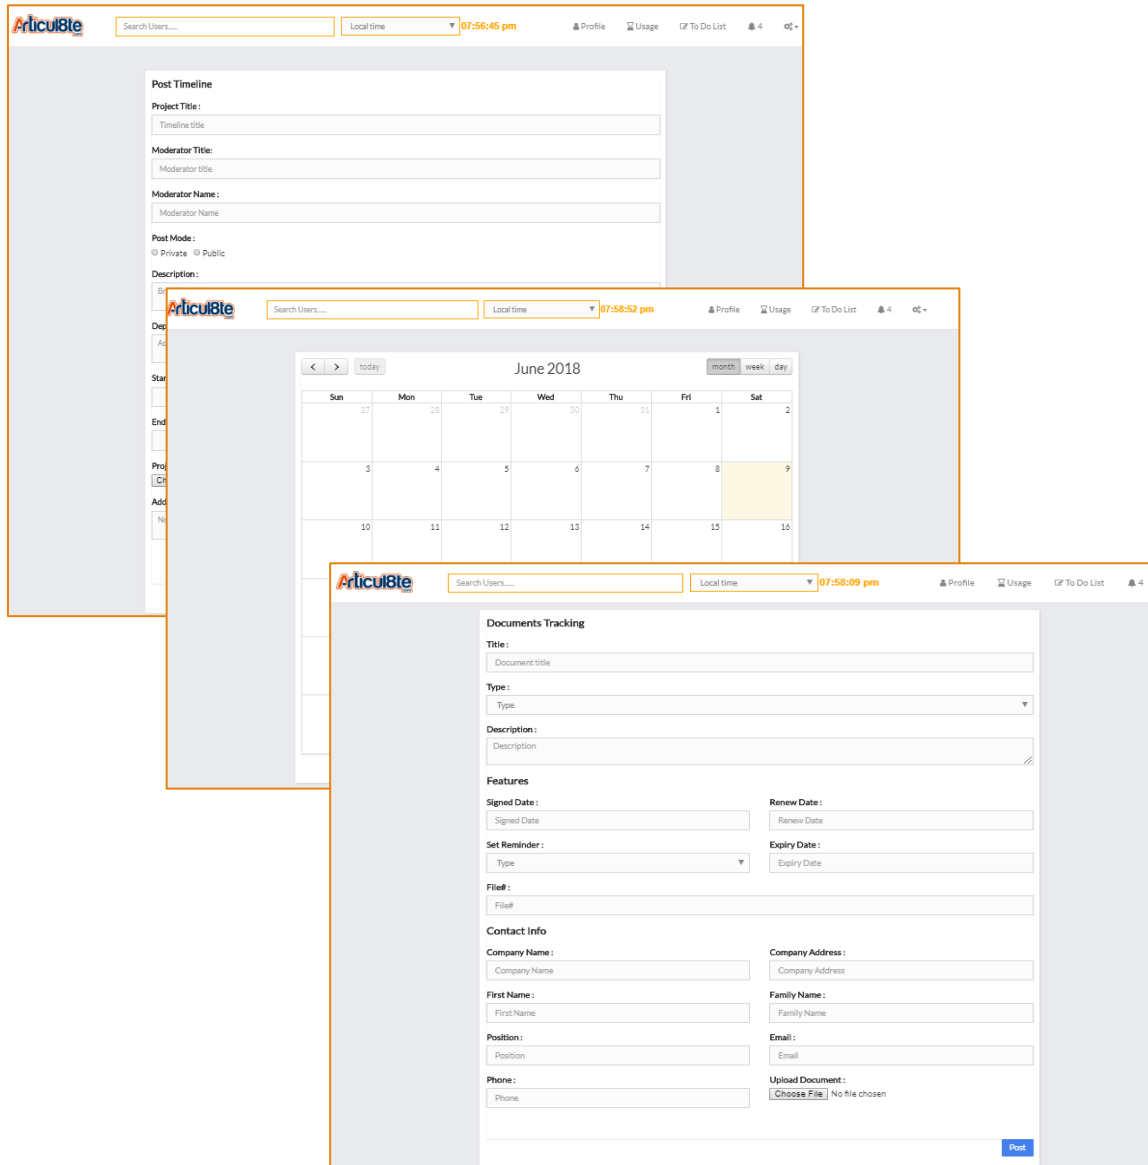 Articul8te
.com
Search Users.....
Local time
07:56:45 pm
Profile
Usage
To Do List
4
Post Timeline
Project Title :
Timeline title
Moderator Title:
Moderator title
Moderator Name :
Moderator Name
Post Mode :
Private Public
Description :
Articul8te
.com
Search Users.....
Local time
07:58:52 pm
Profile
Usage
To Do List
4
today
June 2018
month week day
Sun Mon Tue Wed Thu Fri Sat
27 28 29 30 31 1 2
3 4 5 6 7 8 9
10 11 12 13 14 15 16
Articul8te
.com
Search Users.....
Local time
07:58:09 pm
Profile
Usage
To Do List
4
Documents Tracking
Title :
Document title
Type :
Type
Description :
Description
Features
Signed Date : Renew Date :
Signed Date Renew Date
Set Reminder : Expiry Date :
Type Expiry Date
File# :
File#
Contact Info
Company Name : Company Address :
Company Name Company Address
First Name : Family Name :
First Name Family Name
Position : Email :
Position Email
Phone : Upload Document :
Phone Choose File No file chosen
Post